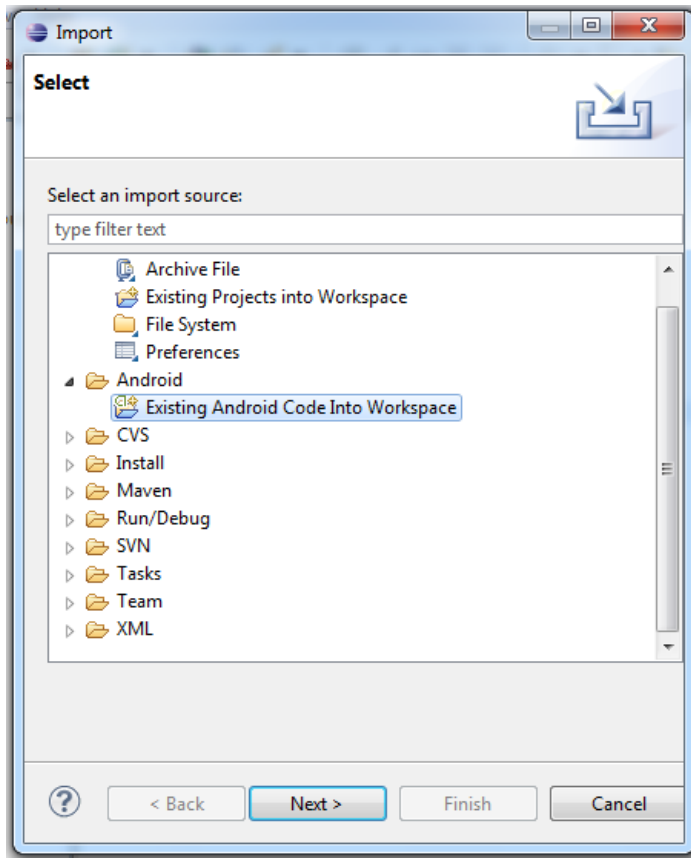 Import
Select
Select an import source:
type filter text
Archive File
Existing Projects into Workspace
File System
Preferences
Android
Existing Android Code Into Workspace
CVS
Install
Maven
Run/Debug
SVN
Tasks
Team
XML
?
< Back
Next >
Finish
Cancel